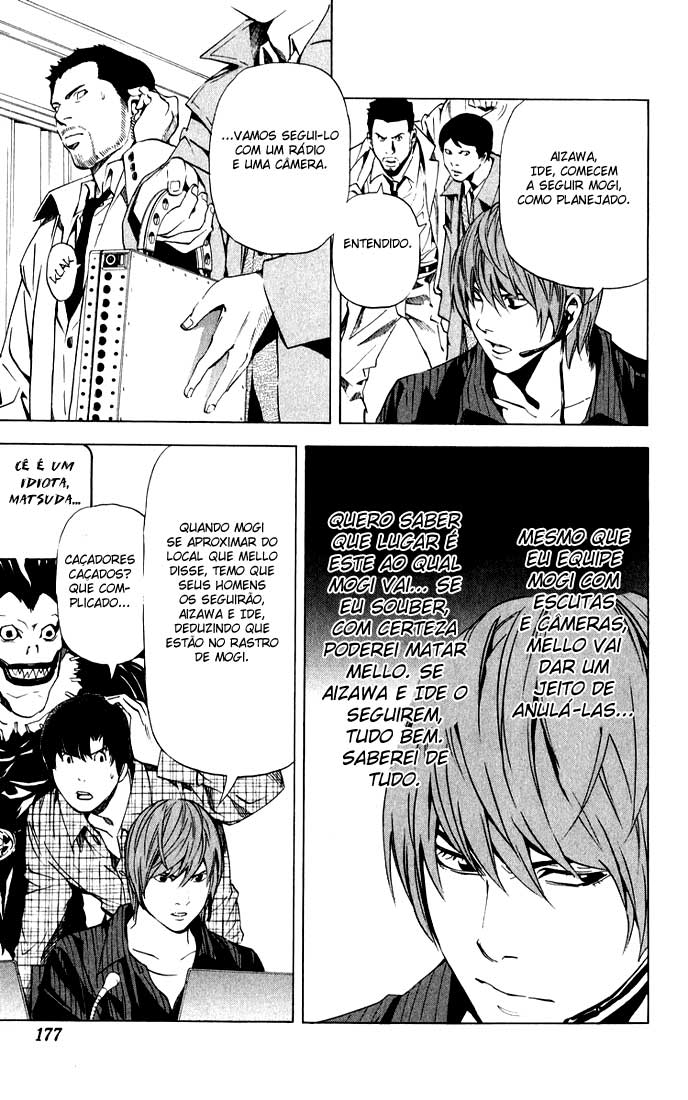 AIZAWA,
IDE, COMECEM
A SEGUIR MOGI,
COMO PLANEJADO.
ENTENDIDO.
...VAMOS SEGUI-LO
COM UM RÁDIO
E UMA CÂMERA.
KLAK
MESMO QUE
EU EQUIPE
MOGI COM
ESCUTAS
E CÂMERAS,
MELLO VAI
DAR UM
JEITO DE
ANULÁ-LAS...
QUERO SABER
QUE LUGAR É
ESTE AO QUAL
MOGI VAI... SE
EU SOUBER,
COM CERTEZA
PODEREI MATAR
MELLO. SE
AIZAWA E IDE O
SEGUIREM,
TUDO BEM.
SABEREI DE
TUDO.
QUANDO MOGI
SE APROXIMAR DO
LOCAL QUE MELLO
DISSE, TEMO QUE
SEUS HOMENS
OS SEGUIRÃO,
AIZAWA E IDE,
DEDUZINDO QUE
ESTÃO NO RASTRO
DE MOGI.
CAÇADORES
CAÇADOS?
QUE COM-
PLICADO...
CÊ É UM
IDIOTA,
MATSUDA...
177